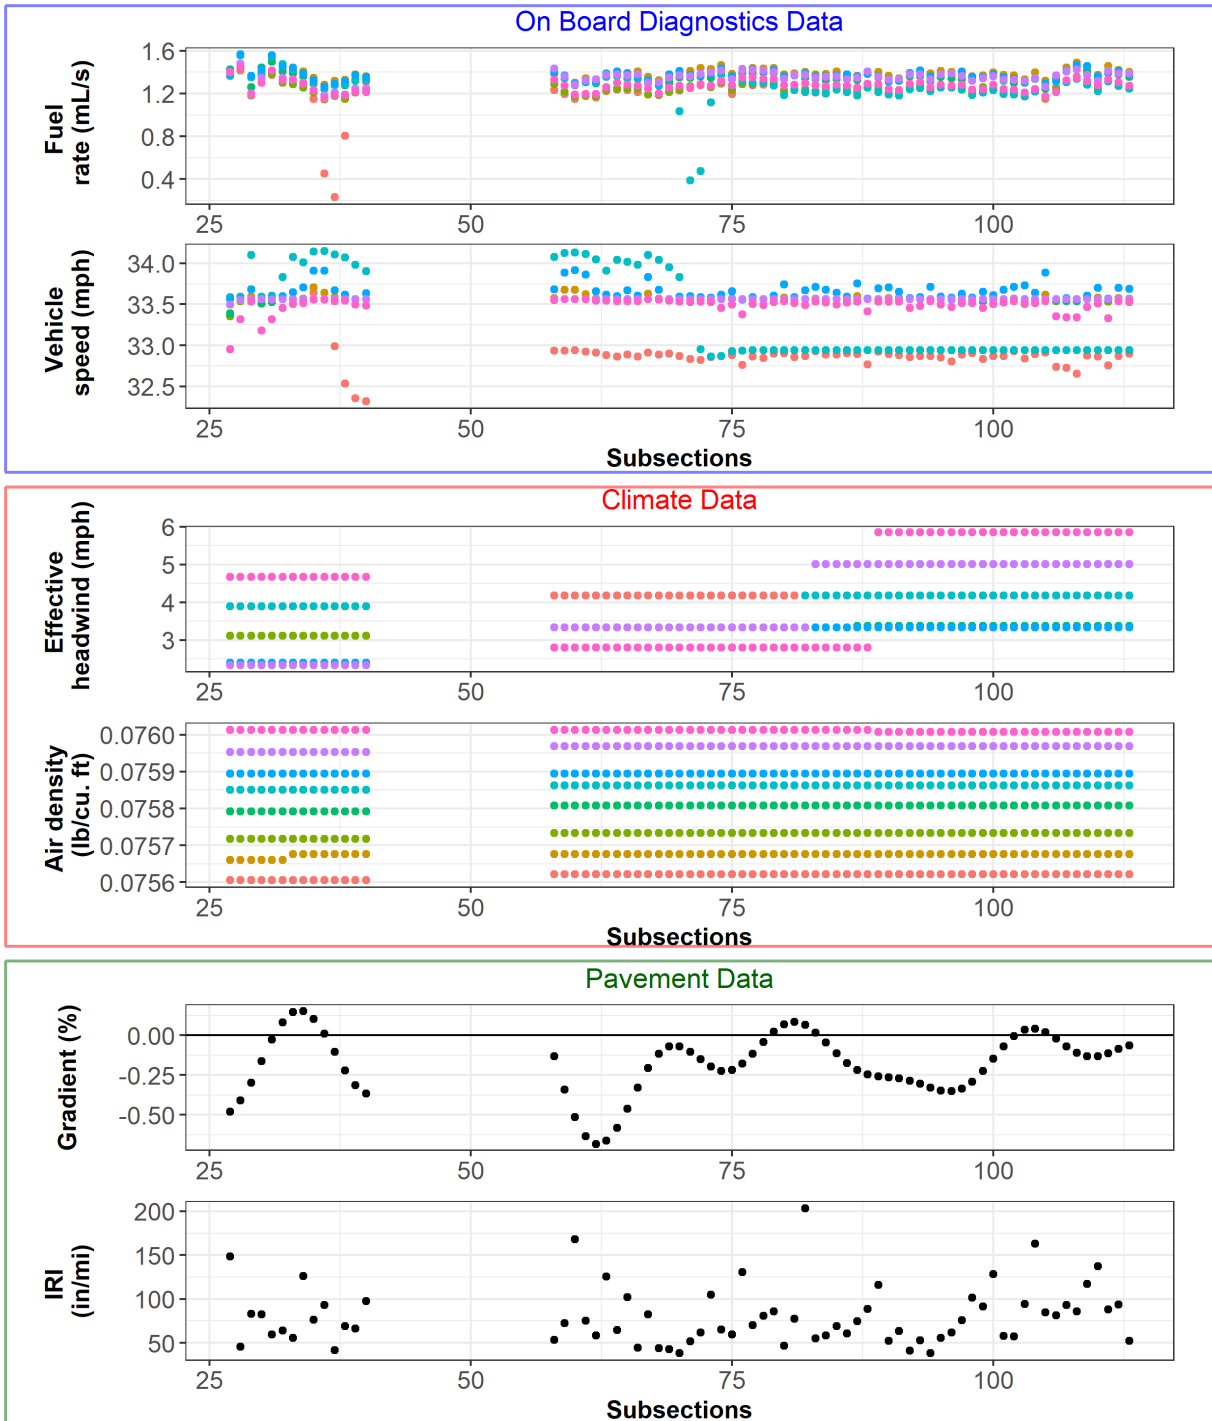 On Board Diagnostics Data
Fuel
rate (mL/s)
1.6
1.2
0.8
0.4
25 50 75 100
Vehicle
speed (mph)
34.0
33.5
33.0
32.5
25 50 75 100
Subsections
Climate Data
Effective
headwind (mph)
6
5
4
3
25 50 75 100
Air density
(lb/cu. ft)
0.0760
0.0759
0.0758
0.0757
0.0756
25 50 75 100
Subsections
Pavement Data
Gradient (%)
0.00
-0.25
-0.50
25 50 75 100
IRI
(in/mi)
200
150
100
50
25 50 75 100
Subsections